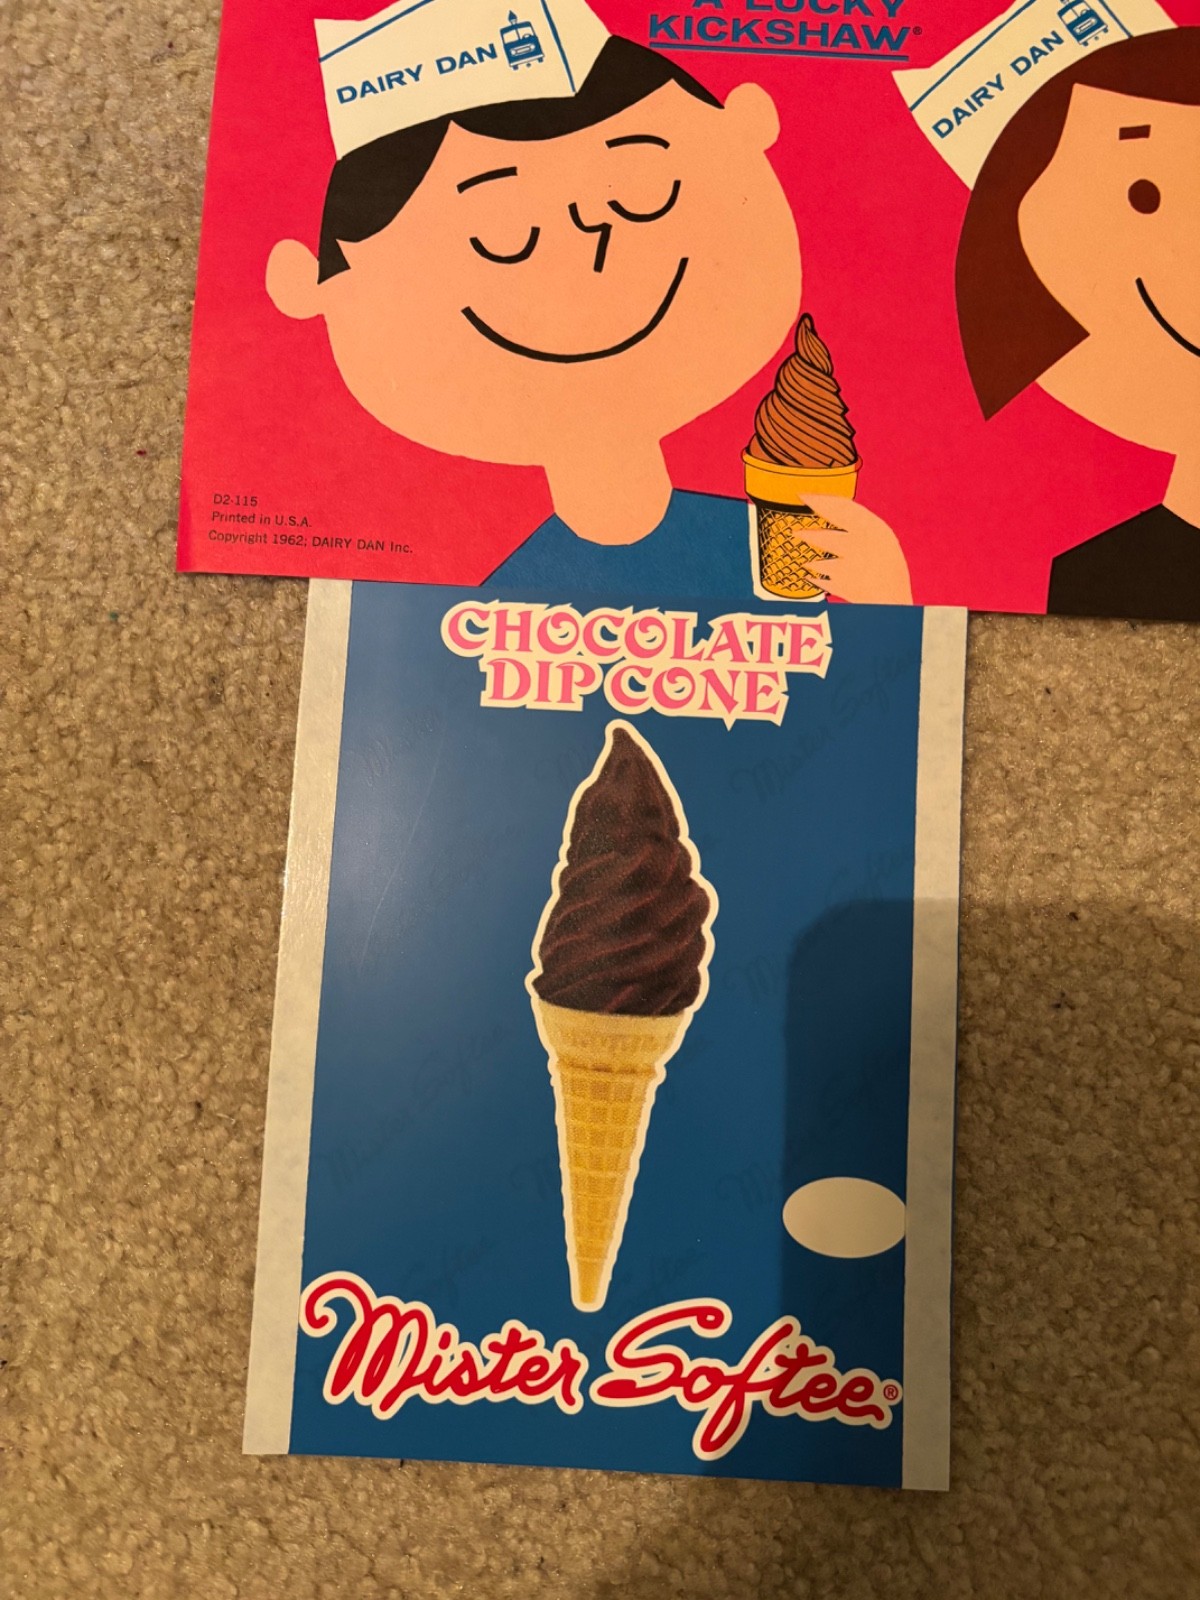 A LUCKY
KICKSHAW®
DAIRY DAN
DAIRY DAN
D2-115
Printed in U.S.A.
Copyright 1962; DAIRY DAN Inc.
CHOCOLATE
DIP CONE
Mister Softee®